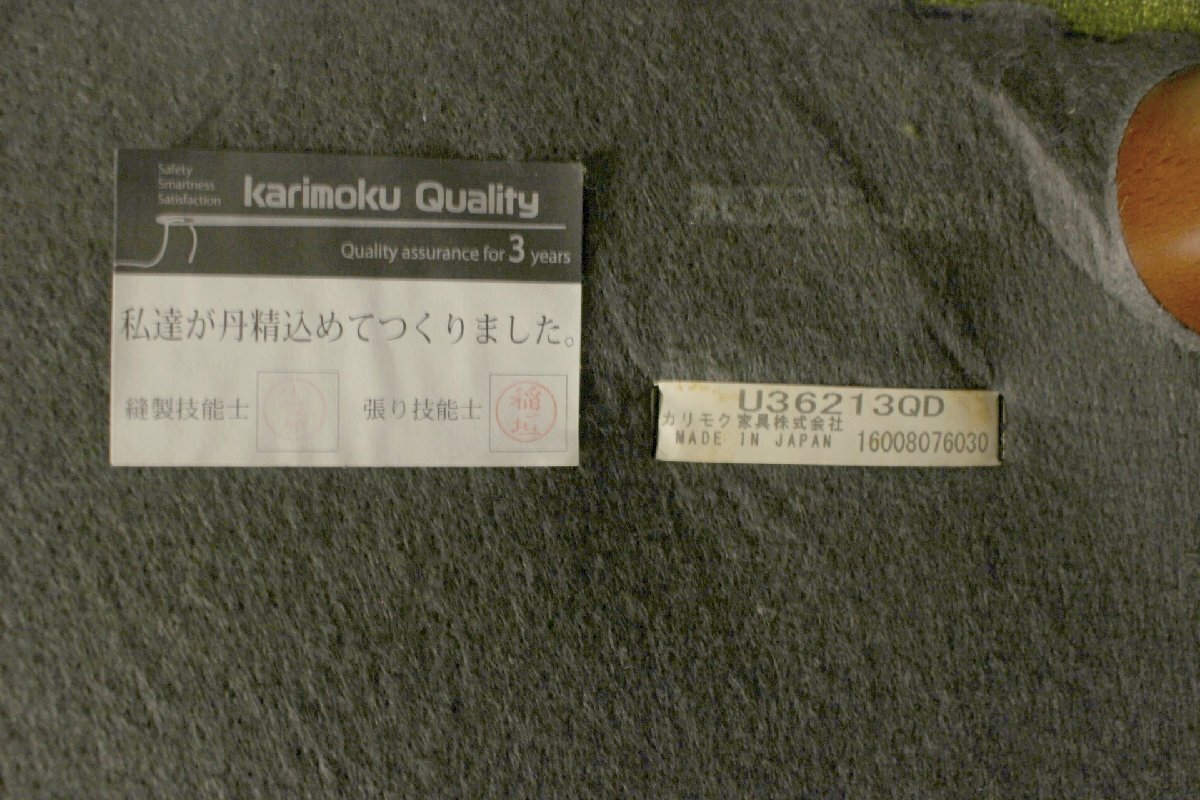 Safety
Smartness
Satisfaction
karimoku Quality
Quality assurance for 3 years
私達が丹精込めてつくりました。
縫製技能士
張り技能士
U36213QD
カリモク家具株式会社
MADE IN JAPAN 16008076030